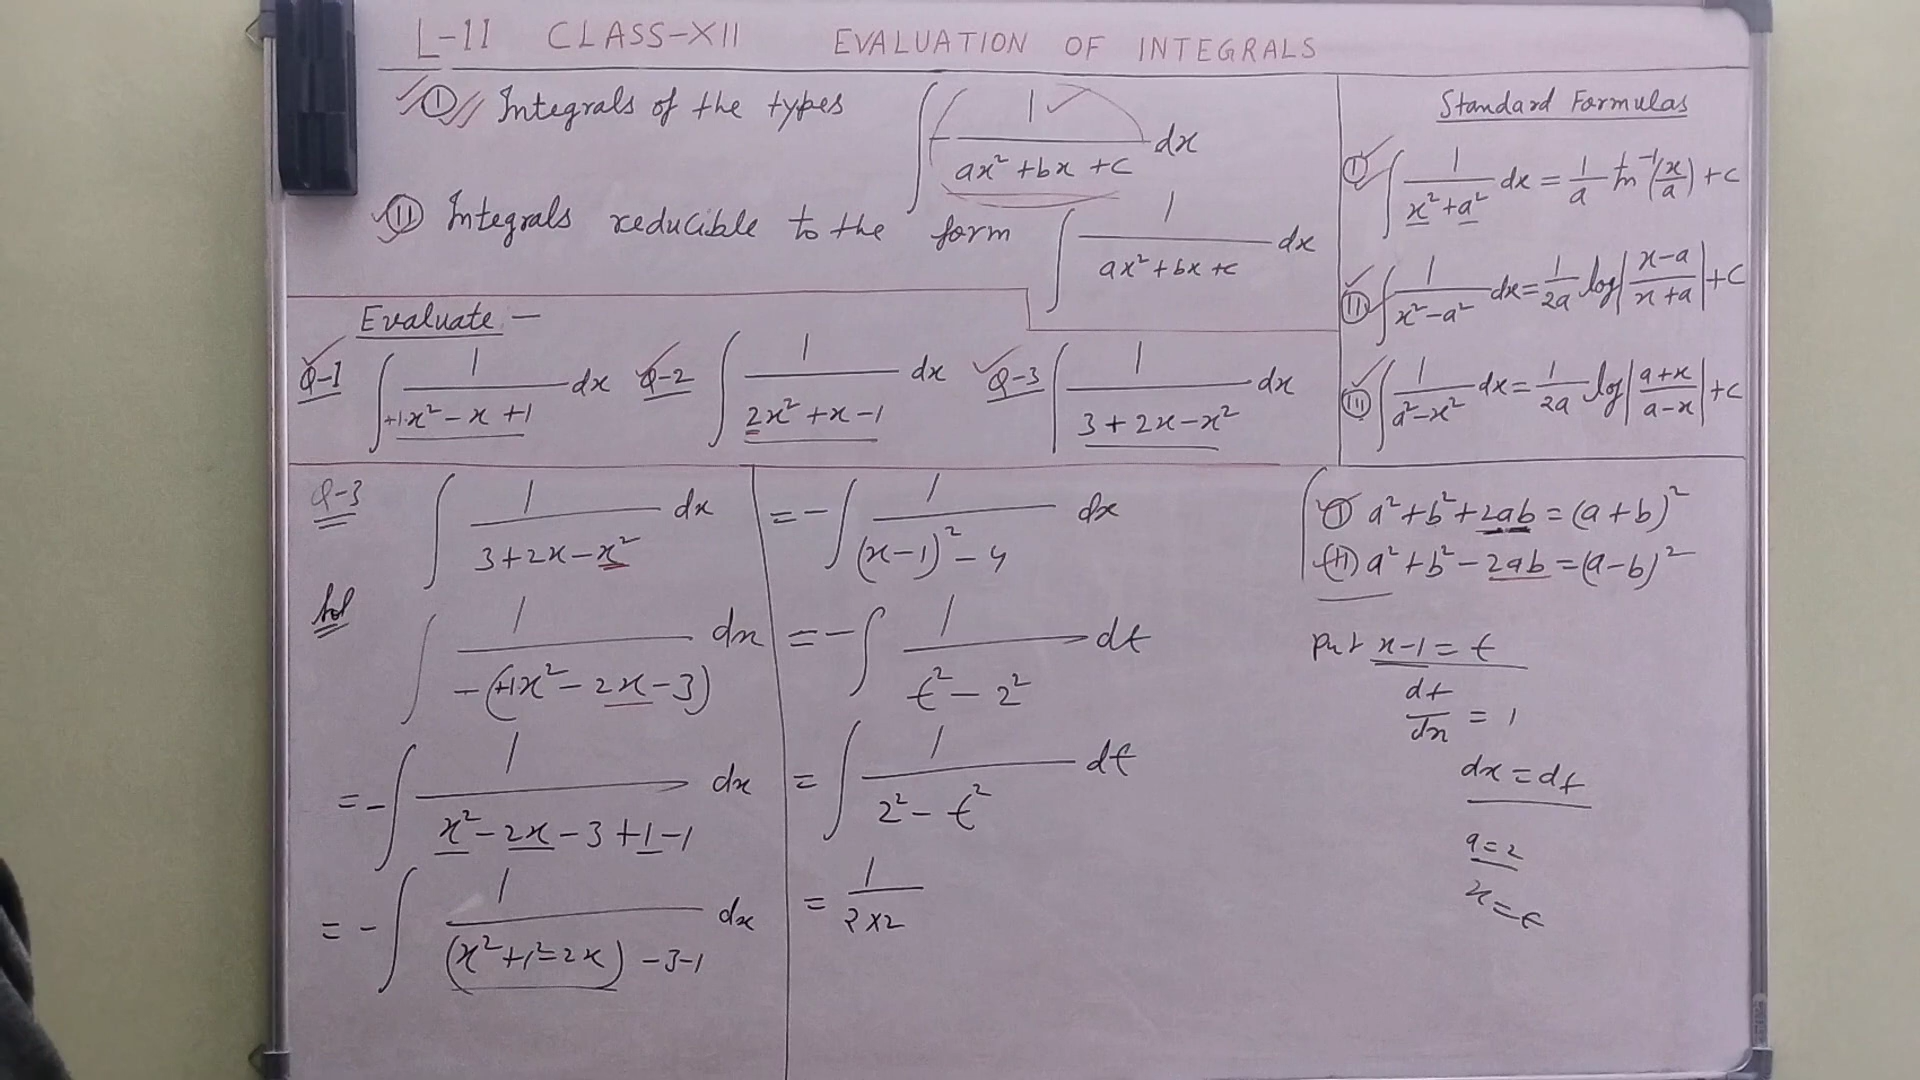 L-11 CLASS-XII EVALUATION OF INTEGRALS
(I) Integrals of the types ∫ 1/(ax²+bx+c) dx
(II) Integrals reducible to the form ∫ 1/(ax²+bx+c) dx
Standard Formulas
(I) ∫ 1/(x²+a²) dx = 1/a tan⁻¹(x/a) + c
(II) ∫ 1/(x²-a²) dx = 1/2a log|(x-a)/(x+a)| + C
(III) ∫ 1/(a²-x²) dx = 1/2a log|(a+x)/(a-x)| + C
Evaluate –
Q-1 ∫ 1/(+1·x²-x+1) dx Q-2 ∫ 1/(2x²+x-1) dx Q-3 ∫ 1/(3+2x-x²) dx
Q-3 ∫ 1/(3+2x-x²) dx
Sol ∫ 1/(-(+1x²-2x-3)) dx
= -∫ 1/(x²-2x-3+1-1) dx
= -∫ 1/((x²+1²-2x)-3-1) dx
= -∫ 1/((x-1)²-4) dx
= -∫ 1/(t²-2²) dt
= ∫ 1/(2²-t²) dt
= 1/(2×2)
(I) a²+b²+2ab = (a+b)²
(II) a²+b²-2ab = (a-b)²
Put x-1 = t
dt/dx = 1
dx = dt
a=2
x=t